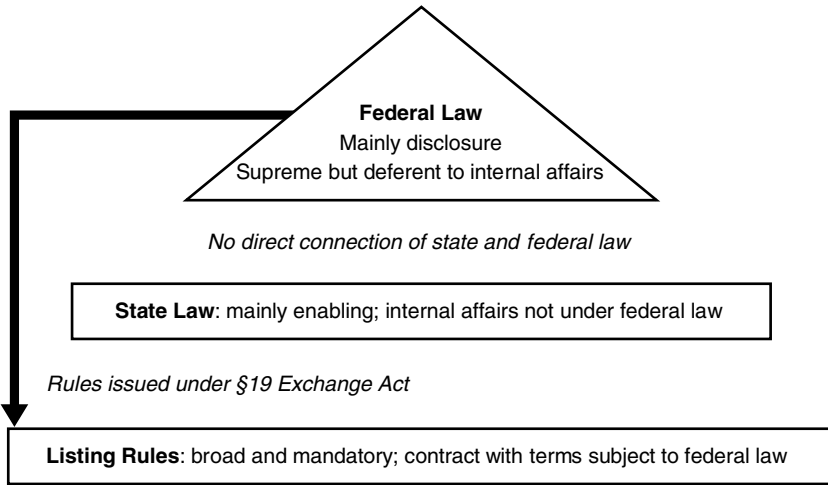 Federal Law
Mainly disclosure
Supreme but deferent to internal affairs
No direct connection of state and federal law
State Law: mainly enabling; internal affairs not under federal law
Rules issued under §19 Exchange Act
Listing Rules: broad and mandatory; contract with terms subject to federal law